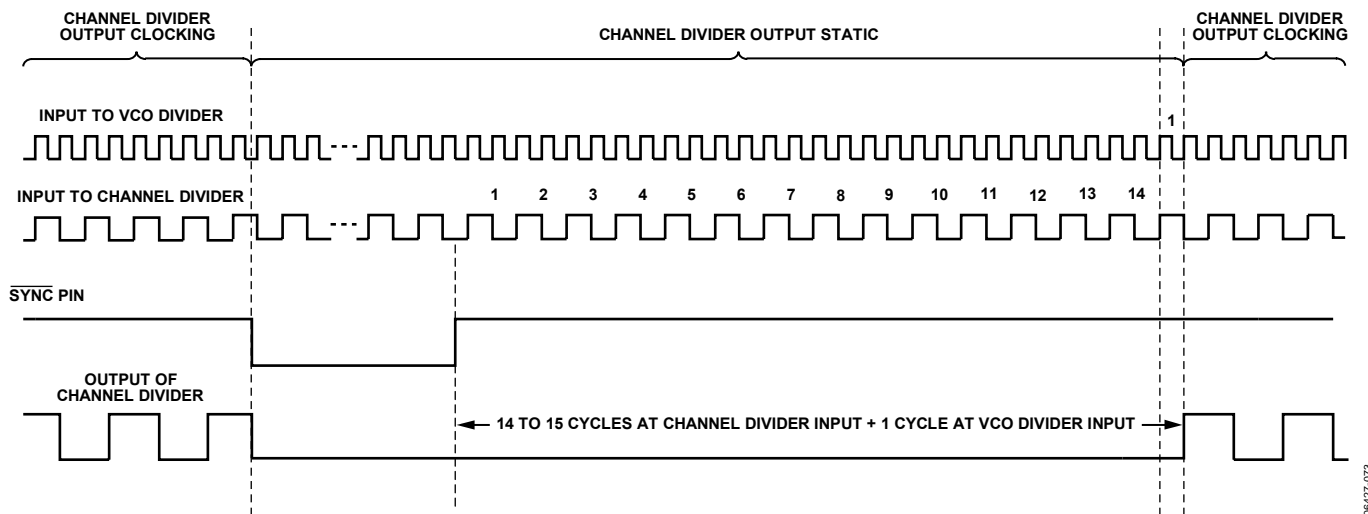 CHANNEL DIVIDER
OUTPUT CLOCKING
CHANNEL DIVIDER OUTPUT STATIC
CHANNEL DIVIDER
OUTPUT CLOCKING
INPUT TO VCO DIVIDER
1
INPUT TO CHANNEL DIVIDER
1 2 3 4 5 6 7 8 9 10 11 12 13 14
SYNC PIN
OUTPUT OF
CHANNEL DIVIDER
14 TO 15 CYCLES AT CHANNEL DIVIDER INPUT + 1 CYCLE AT VCO DIVIDER INPUT
06427-073